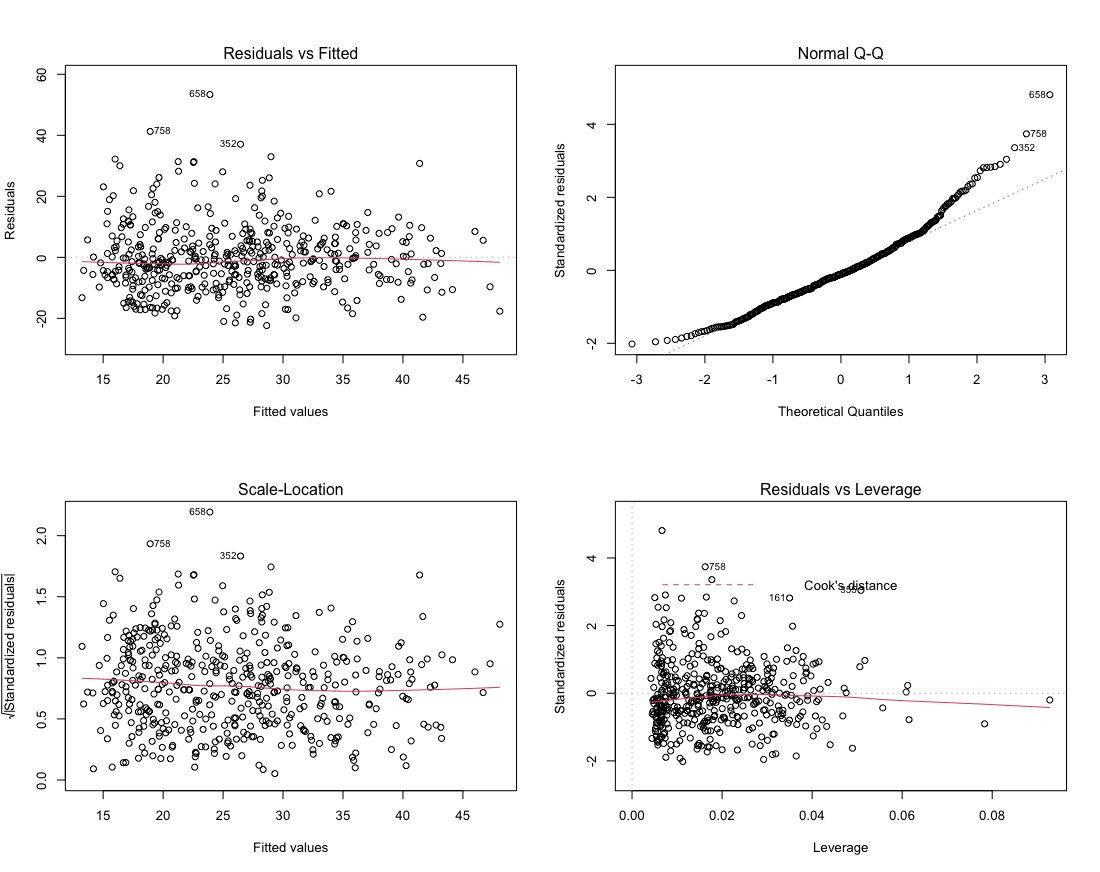 Residuals vs Fitted
Residuals
60
40
20
0
-20
658
758
352
15 20 25 30 35 40 45
Fitted values
Normal Q-Q
Standardized residuals
4
2
0
-2
658
758
352
-3 -2 -1 0 1 2 3
Theoretical Quantiles
Scale-Location
√|Standardized residuals|
2.0
1.5
1.0
0.5
0.0
658
758
352
15 20 25 30 35 40 45
Fitted values
Residuals vs Leverage
Standardized residuals
4
2
0
-2
758
Cook's distance
161
0.00 0.02 0.04 0.06 0.08
Leverage